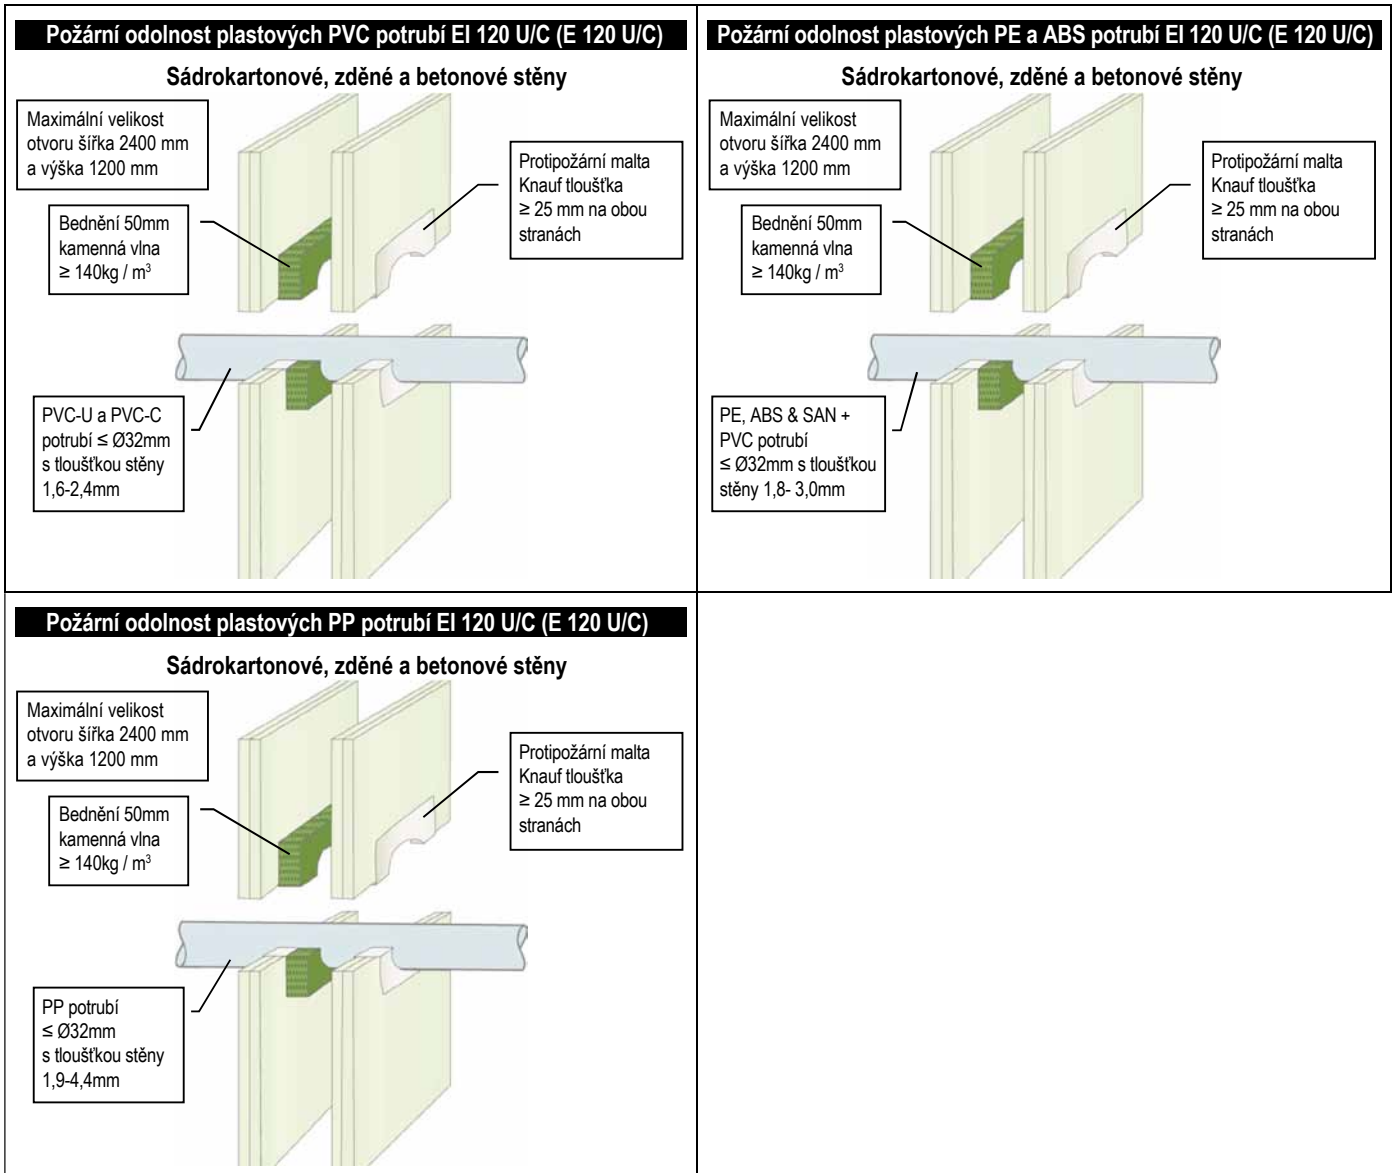 Požární odolnost plastových PVC potrubí EI 120 U/C (E 120 U/C)
Sádrokartonové, zděné a betonové stěny
Maximální velikost
otvoru šířka 2400 mm
a výška 1200 mm
Protipožární malta
Knauf tloušťka
≥ 25 mm na obou
stranách
Bednění 50mm
kamenná vlna
≥ 140kg / m³
PVC-U a PVC-C
potrubí ≤ Ø32mm
s tloušťkou stěny
1,6-2,4mm
Požární odolnost plastových PE a ABS potrubí EI 120 U/C (E 120 U/C)
Sádrokartonové, zděné a betonové stěny
Maximální velikost
otvoru šířka 2400 mm
a výška 1200 mm
Protipožární malta
Knauf tloušťka
≥ 25 mm na obou
stranách
Bednění 50mm
kamenná vlna
≥ 140kg / m³
PE, ABS & SAN +
PVC potrubí
≤ Ø32mm s tloušťkou
stěny 1,8- 3,0mm
Požární odolnost plastových PP potrubí EI 120 U/C (E 120 U/C)
Sádrokartonové, zděné a betonové stěny
Maximální velikost
otvoru šířka 2400 mm
a výška 1200 mm
Protipožární malta
Knauf tloušťka
≥ 25 mm na obou
stranách
Bednění 50mm
kamenná vlna
≥ 140kg / m³
PP potrubí
≤ Ø32mm
s tloušťkou stěny
1,9-4,4mm